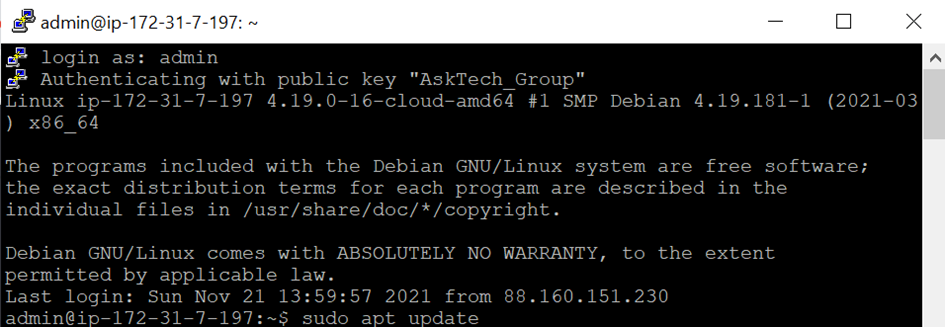 admin@ip-172-31-7-197: ~
login as: admin
Authenticating with public key "AskTech_Group"
Linux ip-172-31-7-197 4.19.0-16-cloud-amd64 #1 SMP Debian 4.19.181-1 (2021-03
) x86_64
The programs included with the Debian GNU/Linux system are free software;
the exact distribution terms for each program are described in the
individual files in /usr/share/doc/*/copyright.
Debian GNU/Linux comes with ABSOLUTELY NO WARRANTY, to the extent
permitted by applicable law.
Last login: Sun Nov 21 13:59:57 2021 from 88.160.151.230
admin@ip-172-31-7-197:~$ sudo apt update